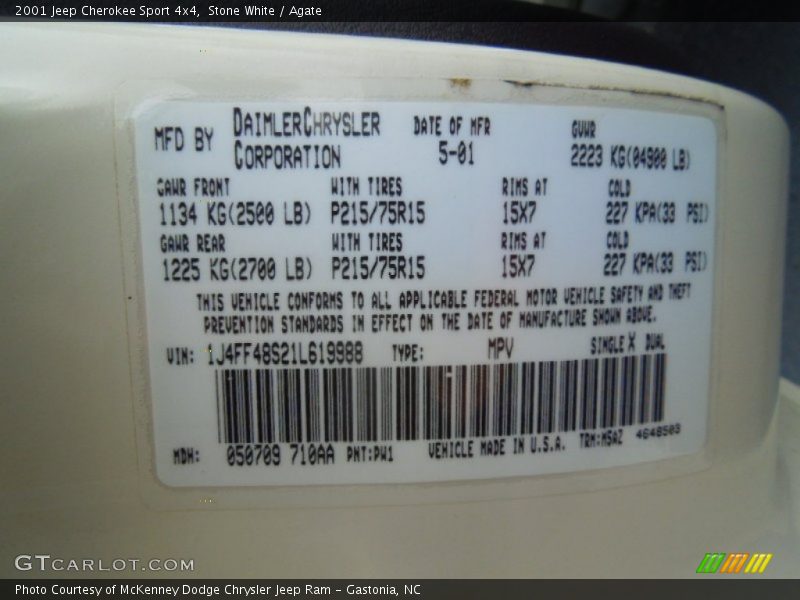 2001 Jeep Cherokee Sport 4x4,  Stone White / Agate
MFD BY DAIMLERCHRYSLER CORPORATION DATE OF MFR 5-01 GVWR 2223 KG(04900 LB)
GAWR FRONT WITH TIRES RIMS AT COLD
1134 KG(2500 LB) P215/75R15 15X7 227 KPA(33 PSI)
GAWR REAR WITH TIRES RIMS AT COLD
1225 KG(2700 LB) P215/75R15 15X7 227 KPA(33 PSI)
THIS VEHICLE CONFORMS TO ALL APPLICABLE FEDERAL MOTOR VEHICLE SAFETY AND THEFT
PREVENTION STANDARDS IN EFFECT ON THE DATE OF MANUFACTURE SHOWN ABOVE.
VIN: 1J4FF48S21L619988 TYPE: MPV SINGLE X DUAL
MDH: 050709 710AA PNT:PW1 VEHICLE MADE IN U.S.A. TRM:M5AZ 4648503
GTCARLOT.COM
Photo Courtesy of McKenney Dodge Chrysler Jeep Ram - Gastonia, NC